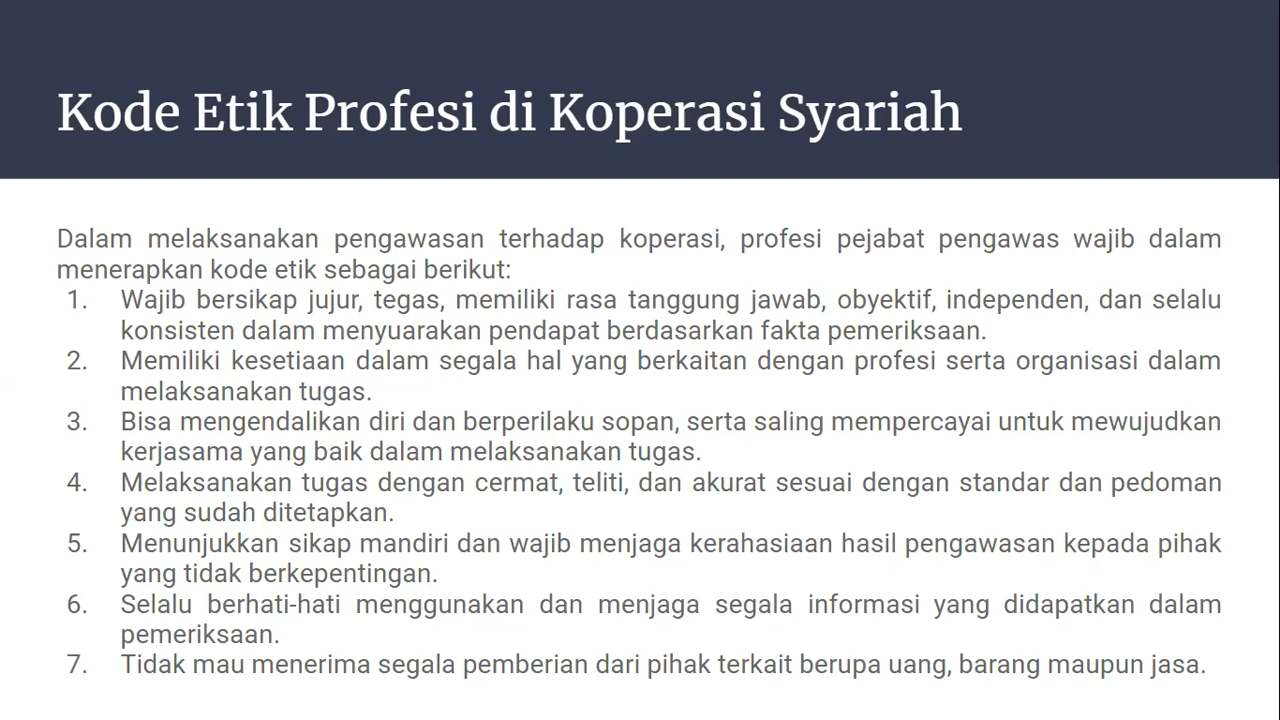 Kode Etik Profesi di Koperasi Syariah
Dalam melaksanakan pengawasan terhadap koperasi, profesi pejabat pengawas wajib dalam
menerapkan kode etik sebagai berikut:
1. Wajib bersikap jujur, tegas, memiliki rasa tanggung jawab, obyektif, independen, dan selalu
konsisten dalam menyuarakan pendapat berdasarkan fakta pemeriksaan.
2. Memiliki kesetiaan dalam segala hal yang berkaitan dengan profesi serta organisasi dalam
melaksanakan tugas.
3. Bisa mengendalikan diri dan berperilaku sopan, serta saling mempercayai untuk mewujudkan
kerjasama yang baik dalam melaksanakan tugas.
4. Melaksanakan tugas dengan cermat, teliti, dan akurat sesuai dengan standar dan pedoman
yang sudah ditetapkan.
5. Menunjukkan sikap mandiri dan wajib menjaga kerahasiaan hasil pengawasan kepada pihak
yang tidak berkepentingan.
6. Selalu berhati-hati menggunakan dan menjaga segala informasi yang didapatkan dalam
pemeriksaan.
7. Tidak mau menerima segala pemberian dari pihak terkait berupa uang, barang maupun jasa.